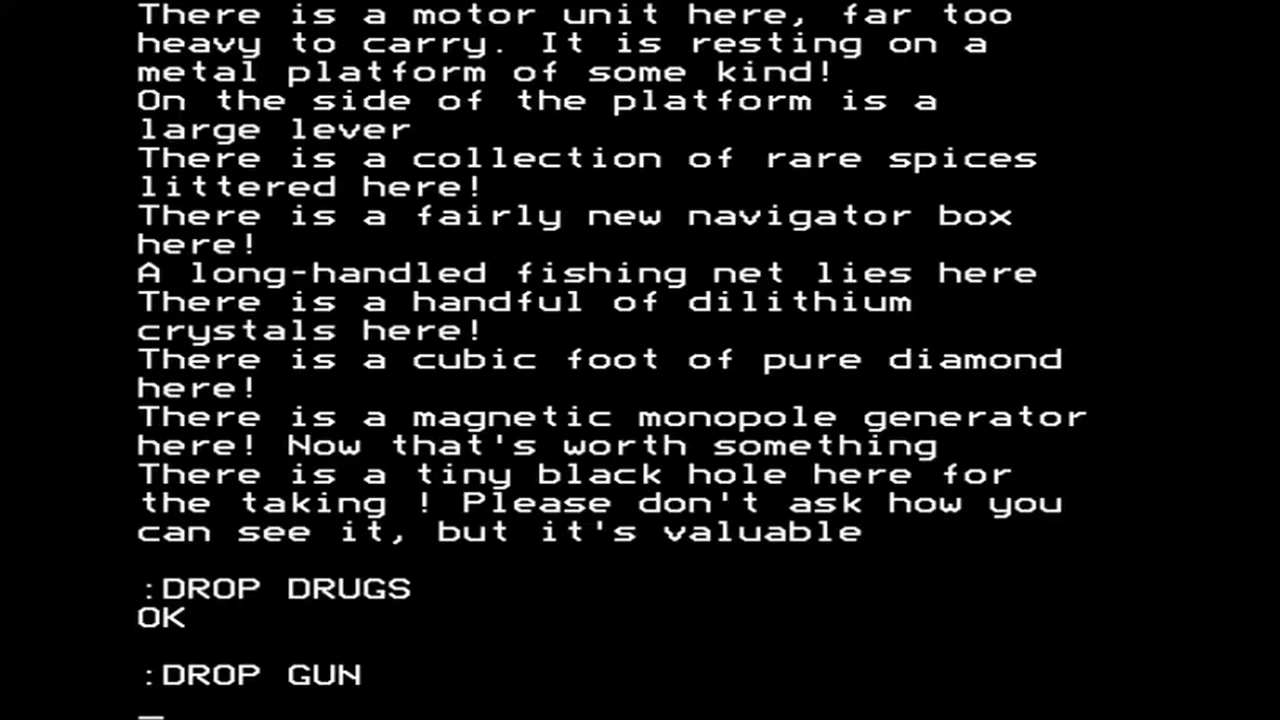 There is a motor unit here, far too
heavy to carry. It is resting on a
metal platform of some kind!
On the side of the platform is a
large lever
There is a collection of rare spices
littered here!
There is a fairly new navigator box
here!
A long-handled fishing net lies here
There is a handful of dilithium
crystals here!
There is a cubic foot of pure diamond
here!
There is a magnetic monopole generator
here! Now that's worth something
There is a tiny black hole here for
the taking ! Please don't ask how you
can see it, but it's valuable
:DROP DRUGS
OK
:DROP GUN
_